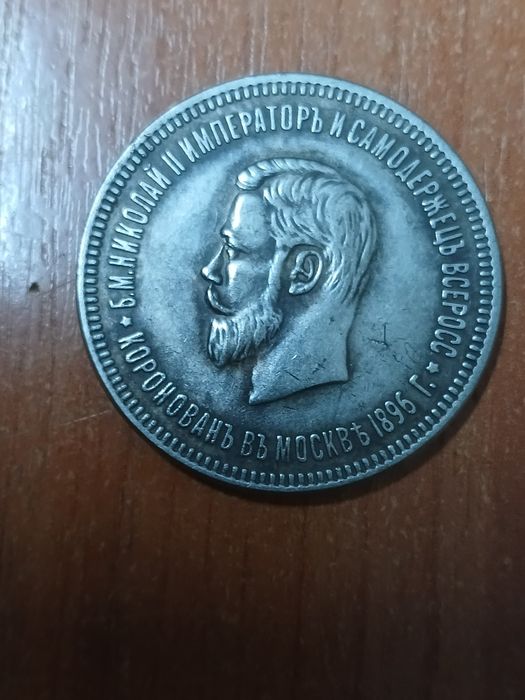 Б.М.НИКОЛАЙ II ИМПЕРАТОРЪ И САМОДЕРЖЕЦЪ ВСЕРОСС.
* КОРОНОВАНЪ ВЪ МОСКВѢ 1896 Г. *